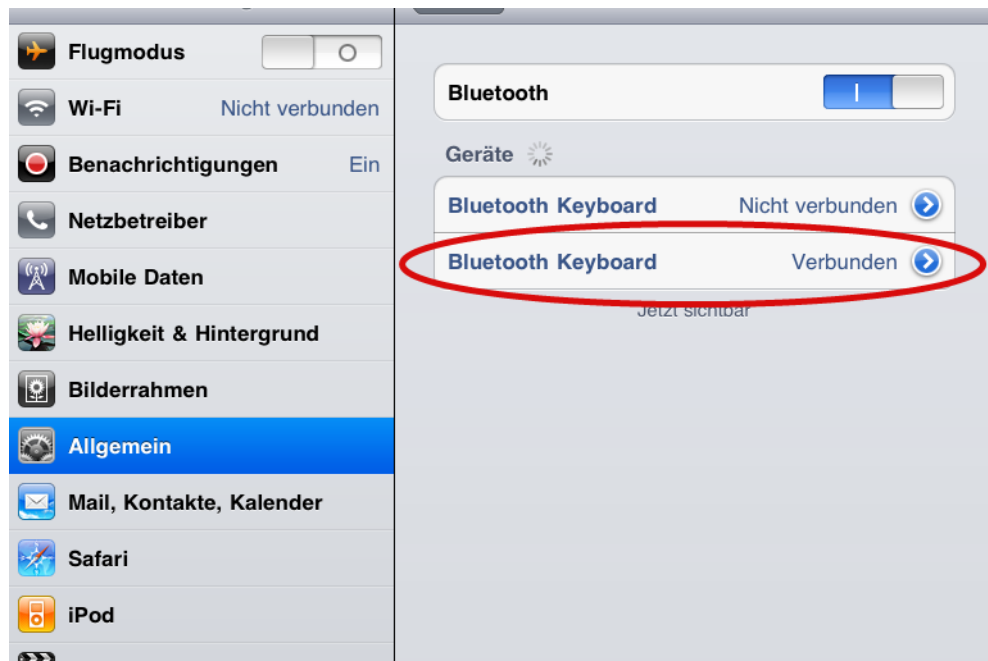 Flugmodus
Wi-Fi Nicht verbunden
Benachrichtigungen Ein
Netzbetreiber
Mobile Daten
Helligkeit & Hintergrund
Bilderrahmen
Allgemein
Mail, Kontakte, Kalender
Safari
iPod
Bluetooth
Geräte
Bluetooth Keyboard Nicht verbunden
Bluetooth Keyboard Verbunden
Jetzt sichtbar